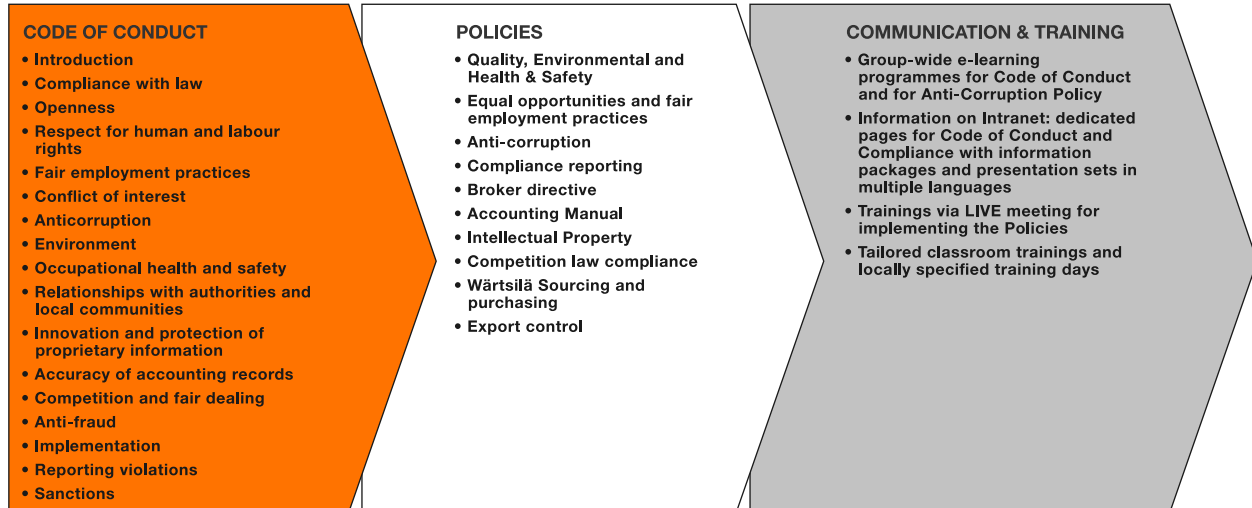 CODE OF CONDUCT
• Introduction
• Compliance with law
• Openness
• Respect for human and labour
rights
• Fair employment practices
• Conflict of interest
• Anticorruption
• Environment
• Occupational health and safety
• Relationships with authorities and
local communities
• Innovation and protection of
proprietary information
• Accuracy of accounting records
• Competition and fair dealing
• Anti-fraud
• Implementation
• Reporting violations
• Sanctions
POLICIES
• Quality, Environmental and
Health & Safety
• Equal opportunities and fair
employment practices
• Anti-corruption
• Compliance reporting
• Broker directive
• Accounting Manual
• Intellectual Property
• Competition law compliance
• Wärtsilä Sourcing and
purchasing
• Export control
COMMUNICATION & TRAINING
• Group-wide e-learning
programmes for Code of Conduct
and for Anti-Corruption Policy
• Information on Intranet: dedicated
pages for Code of Conduct and
Compliance with information
packages and presentation sets in
multiple languages
• Trainings via LIVE meeting for
implementing the Policies
• Tailored classroom trainings and
locally specified training days